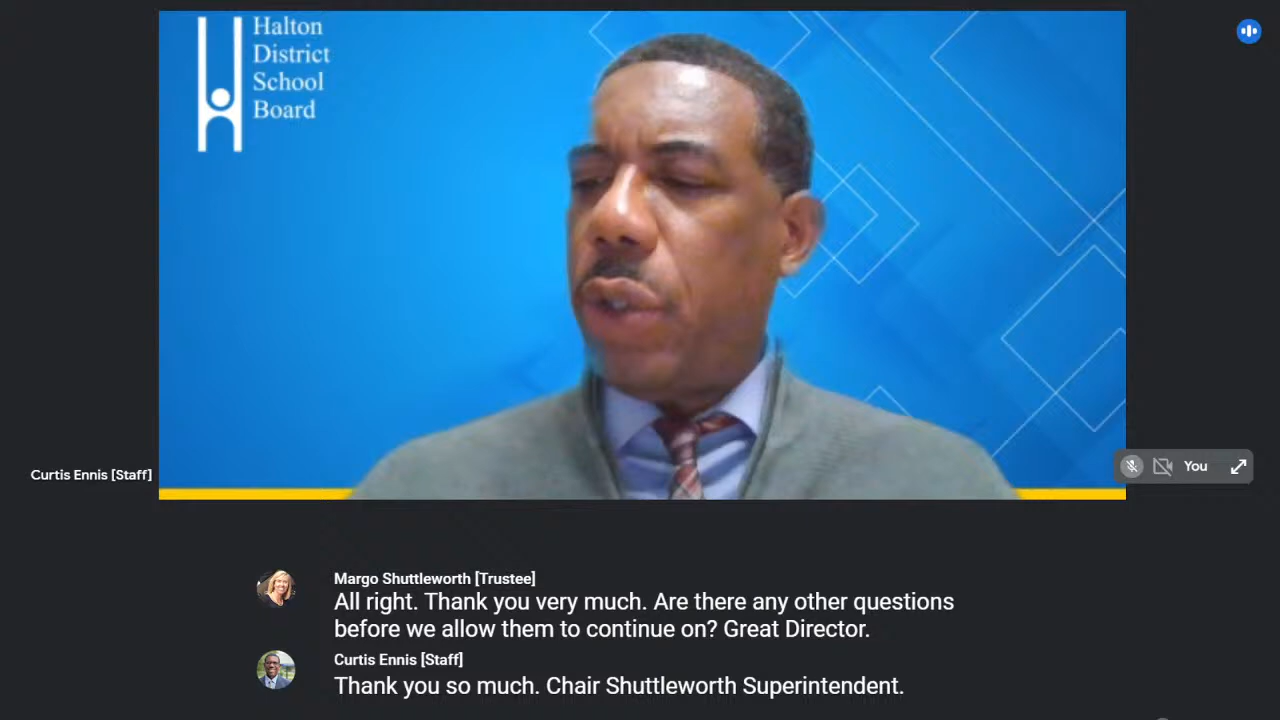 Halton
District
School
Board
Curtis Ennis [Staff]
You
Margo Shuttleworth [Trustee]
All right. Thank you very much. Are there any other questions
before we allow them to continue on? Great Director.
Curtis Ennis [Staff]
Thank you so much. Chair Shuttleworth Superintendent.